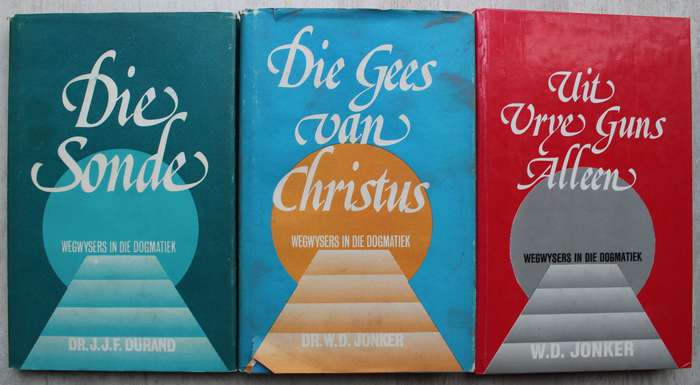 Die
Sonde
WEGWYSERS IN DIE DOGMATIEK
DR. J.J.F. DURAND
Die Gees
van
Christus
WEGWYSERS IN DIE DOGMATIEK
DR. W.D. JONKER
Uit
Vrye Guns
Alleen
WEGWYSERS IN DIE DOGMATIEK
W.D. JONKER